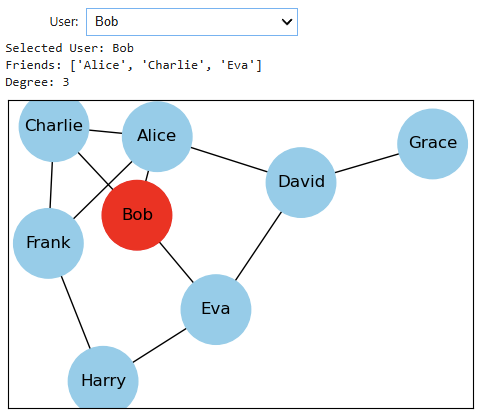 User: Bob
Selected User: Bob
Friends: ['Alice', 'Charlie', 'Eva']
Degree: 3
Charlie
Alice
Grace
David
Bob
Frank
Eva
Harry